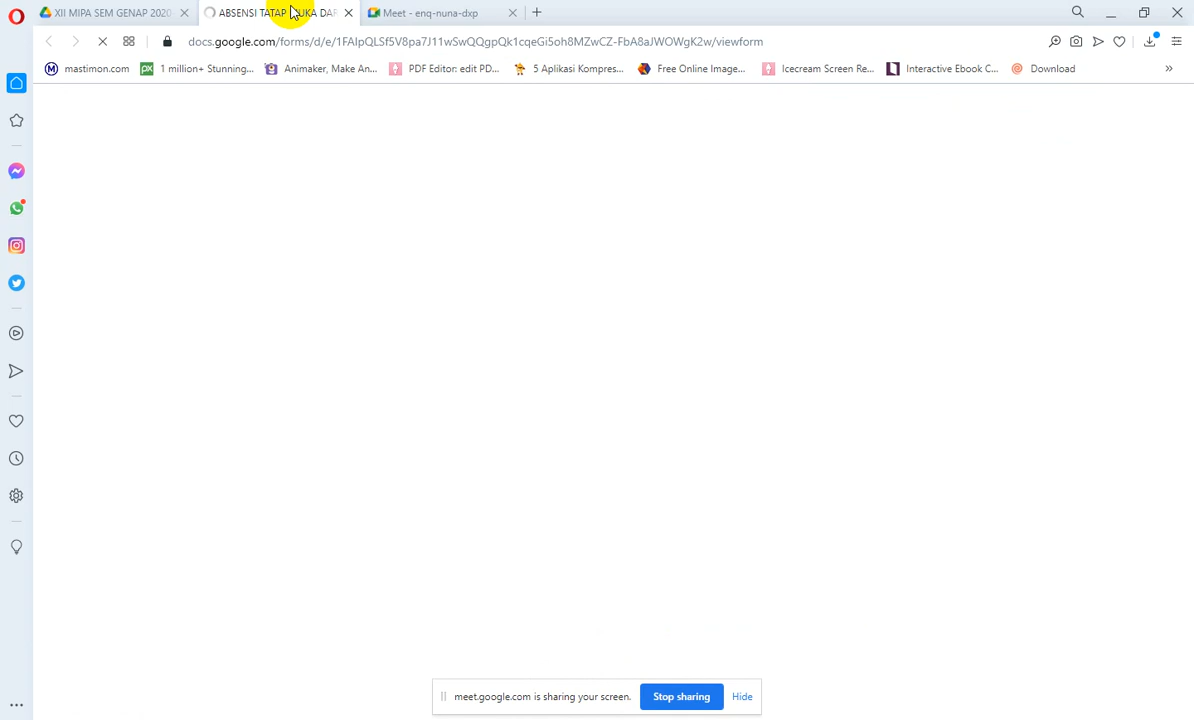 XII MIPA SEM GENAP 2020
ABSENSI TATAP MUKA DAR
Meet - enq-nuna-dxp
docs.google.com/forms/d/e/1FAIpQLSf5V8pa7J11wSwQQgpQk1cqeGi5oh8MZwCZ-FbA8aJWOWgK2w/viewform
mastimon.com
1 million+ Stunning...
Animaker, Make An...
PDF Editor: edit PD...
5 Aplikasi Kompres...
Free Online Image...
Icecream Screen Re...
Interactive Ebook C...
Download
meet.google.com is sharing your screen.
Stop sharing
Hide